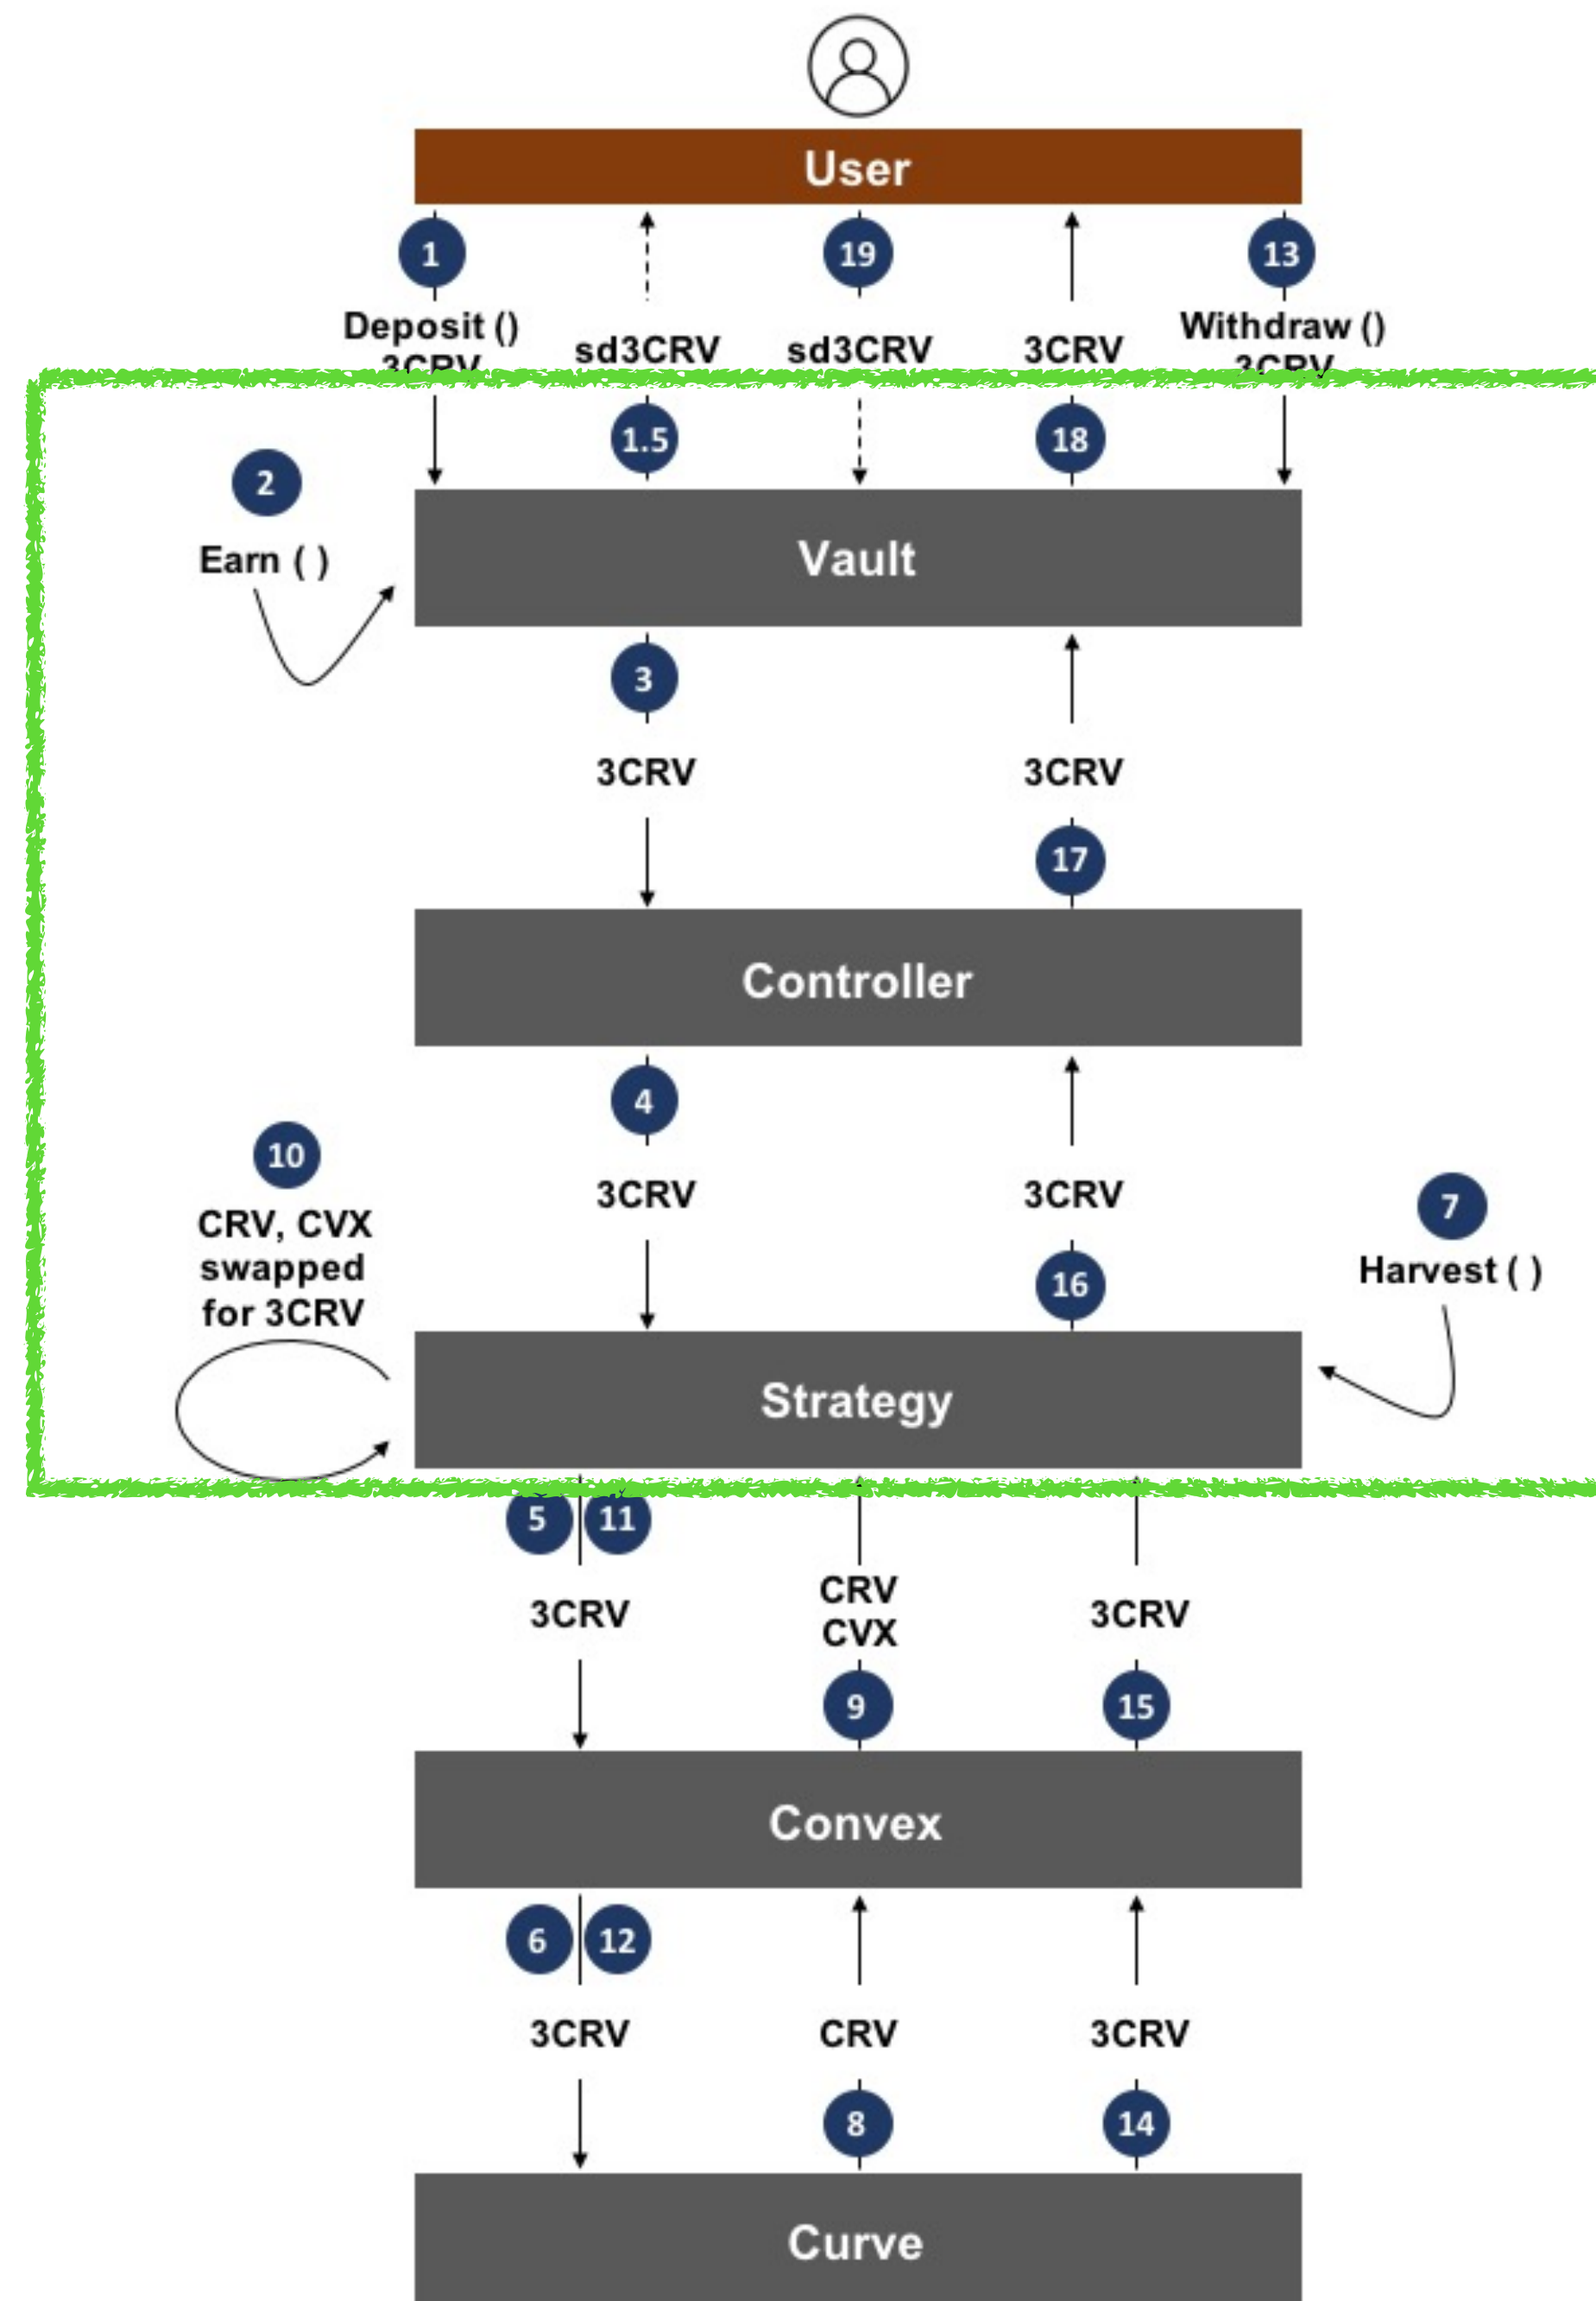 User
1
19
13
Deposit ()
3CRV
sd3CRV
sd3CRV
3CRV
Withdraw ()
3CRV
1.5
18
2
Earn ( )
Vault
3
3CRV
3CRV
17
Controller
4
3CRV
3CRV
16
10
CRV, CVX
swapped
for 3CRV
7
Harvest ( )
Strategy
5
11
3CRV
CRV
CVX
3CRV
9
15
Convex
6
12
3CRV
CRV
3CRV
8
14
Curve